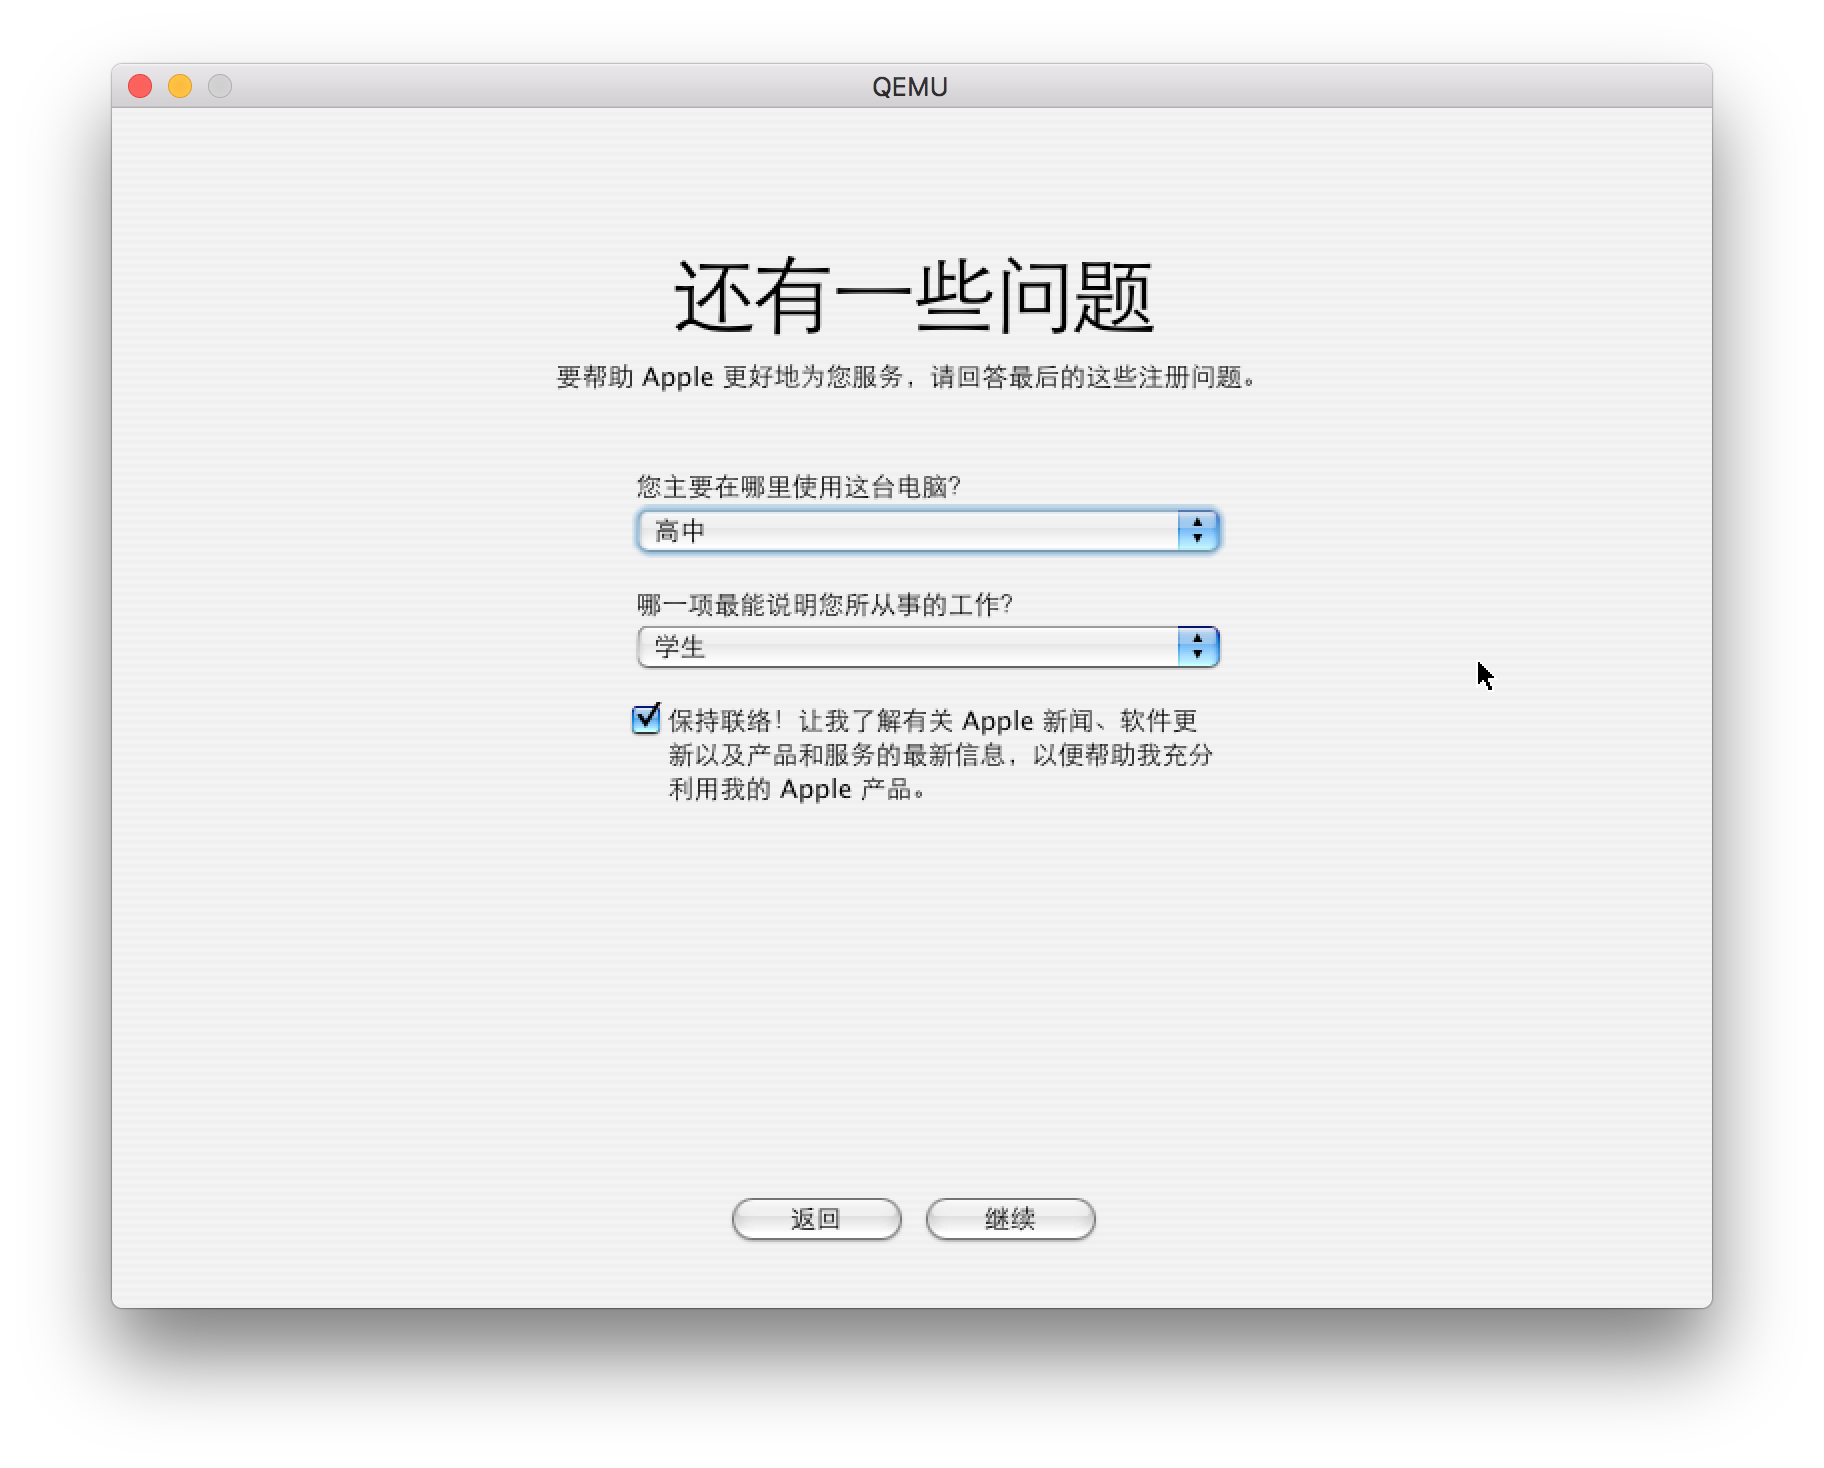 QEMU
还有一些问题
要帮助 Apple 更好地为您服务，请回答最后的这些注册问题。
您主要在哪里使用这台电脑？
高中
哪一项最能说明您所从事的工作？
学生
保持联络！让我了解有关 Apple 新闻、软件更
新以及产品和服务的最新信息，以便帮助我充分
利用我的 Apple 产品。
返回
继续